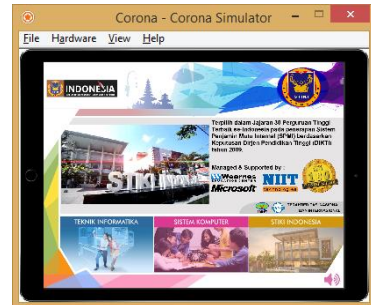 Corona - Corona Simulator
File Hardware View Help
INDONESIA
Terpilih dalam Jajaran 30 Perguruan Tinggi
Terbaik se-Indonesia pada penerapan Sistem
Penjamin Mutu Internal (SPMI) berdasarkan
Keputusan Dirjen Pendidikan Tinggi (DIKTI)
tahun 2009.
Managed & Supported by :
Wearnes
NIIT
Microsoft
STIKI INDONESIA
TEKNIK INFORMATIKA
SISTEM KOMPUTER
STIKI INDONESIA